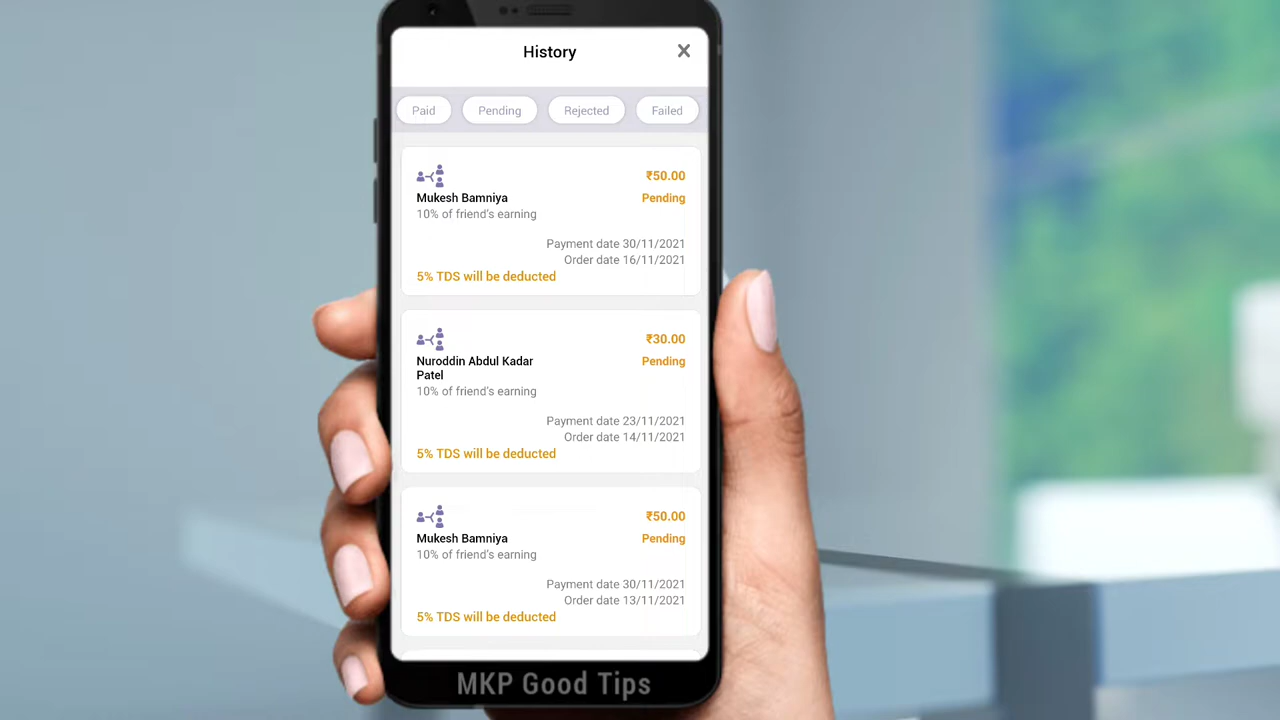 History
Paid Pending Rejected Failed
₹50.00
Mukesh Bamniya Pending
10% of friend's earning
Payment date 30/11/2021
Order date 16/11/2021
5% TDS will be deducted
₹30.00
Nuroddin Abdul Kadar Pending
Patel
10% of friend's earning
Payment date 23/11/2021
Order date 14/11/2021
5% TDS will be deducted
₹50.00
Mukesh Bamniya Pending
10% of friend's earning
Payment date 30/11/2021
Order date 13/11/2021
5% TDS will be deducted
MKP Good Tips